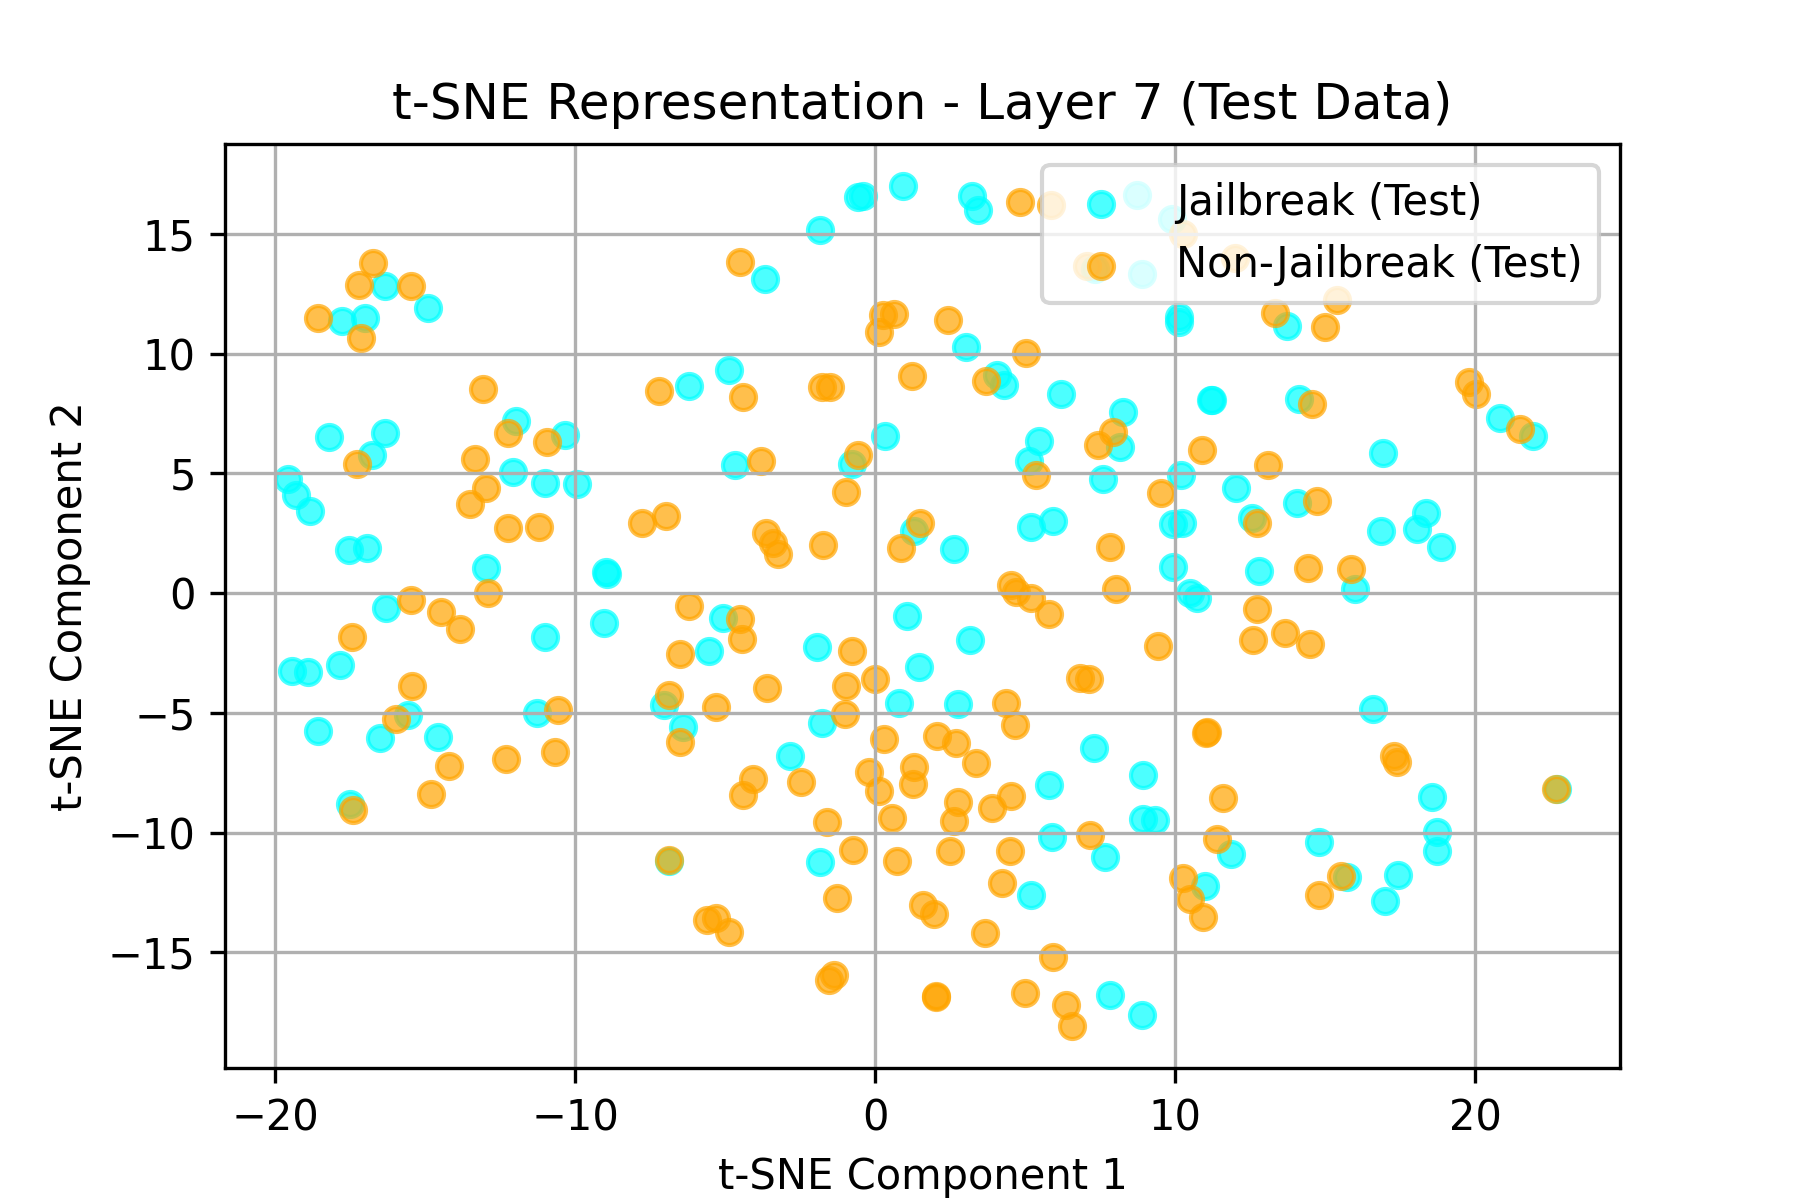 t-SNE Representation - Layer 7 (Test Data)
Jailbreak (Test)
Non-Jailbreak (Test)
15
10
5
0
−5
−10
−15
t-SNE Component 2
−20
−10
0
10
20
t-SNE Component 1